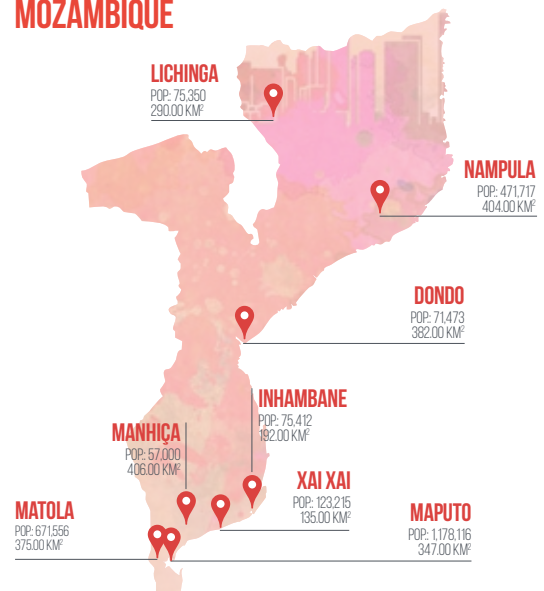 MOZAMBIQUE
LICHINGA
POP.: 75,350
290.00 KM²
NAMPULA
POP.: 471,717
404.00 KM²
DONDO
POP.: 71,473
382.00 KM²
INHAMBANE
POP.: 75,412
192.00 KM²
MANHIÇA
POP.: 57,000
406.00 KM²
XAI XAI
POP.: 123,215
135.00 KM²
MATOLA
POP.: 671,556
375.00 KM²
MAPUTO
POP.: 1,178,116
347.00 KM²